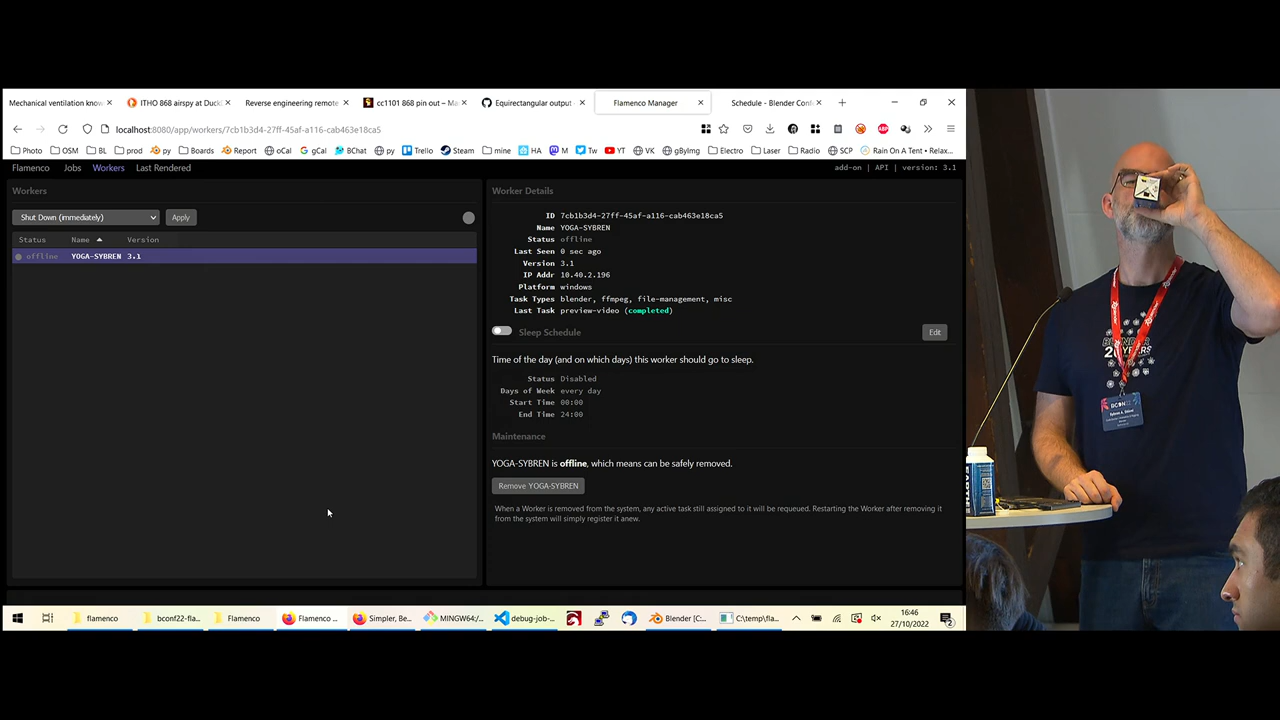 Mechanical ventilation know
ITHO 868 airspy at Duck
Reverse engineering remote
cc1101 868 pin out – Ma
Equirectangular output -
Flamenco Manager
Schedule - Blender Conf
localhost:8080/app/workers/7cb1b3d4-27ff-45af-a116-cab463e18ca5
Photo
OSM
BL
prod
py
Boards
Report
oCal
gCal
BChat
py
Trello
Steam
mine
HA
M
Tw
YT
VK
gByImg
Electro
Laser
Radio
SCP
Rain On A Tent • Relax...
Flamenco
Jobs
Workers
Last Rendered
add-on | API | version: 3.1
Workers
Shut Down (immediately)
Apply
Status
Name
Version
offline
YOGA-SYBREN
3.1
Worker Details
ID 7cb1b3d4-27ff-45af-a116-cab463e18ca5
Name YOGA-SYBREN
Status offline
Last Seen 0 sec ago
Version 3.1
IP Addr 10.40.2.196
Platform windows
Task Types blender, ffmpeg, file-management, misc
Last Task preview-video (completed)
Sleep Schedule
Edit
Time of the day (and on which days) this worker should go to sleep.
Status Disabled
Days of Week every day
Start Time 00:00
End Time 24:00
Maintenance
YOGA-SYBREN is offline, which means can be safely removed.
Remove YOGA-SYBREN
When a Worker is removed from the system, any active task still assigned to it will be requeued. Restarting the Worker after removing it
from the system will simply register it anew.
flamenco
bconf22-fla...
Flamenco
Flamenco ...
Simpler, Be...
MINGW64:/...
debug-job-...
Blender [C:...
C:\temp\fla...
16:46
27/10/2022
2
BLENDER
20 YEARS
BCON22